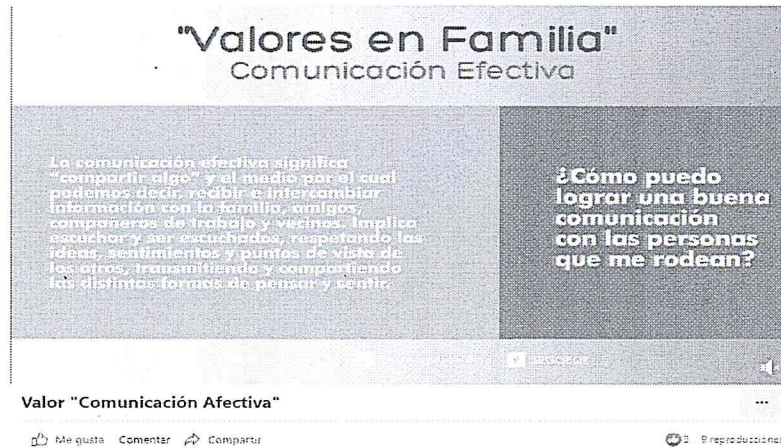 "Valores en Familia"
Comunicación Efectiva
La comunicación efectiva significa
"compartir algo" y el medio por el cual
podemos decir, recibir e intercambiar
información con la familia, amigos,
compañeros de trabajo y vecinos. Implica
escuchar y ser escuchados, respetando las
ideas, sentimientos y puntos de vista de
los otros, transmitiendo y compartiendo
las distintas formas de pensar y sentir.
¿Cómo puedo
lograr una buena
comunicación
con las personas
que me rodean?
Valor "Comunicación Afectiva"
Me gusta Comentar Compartir
9 reproducciones